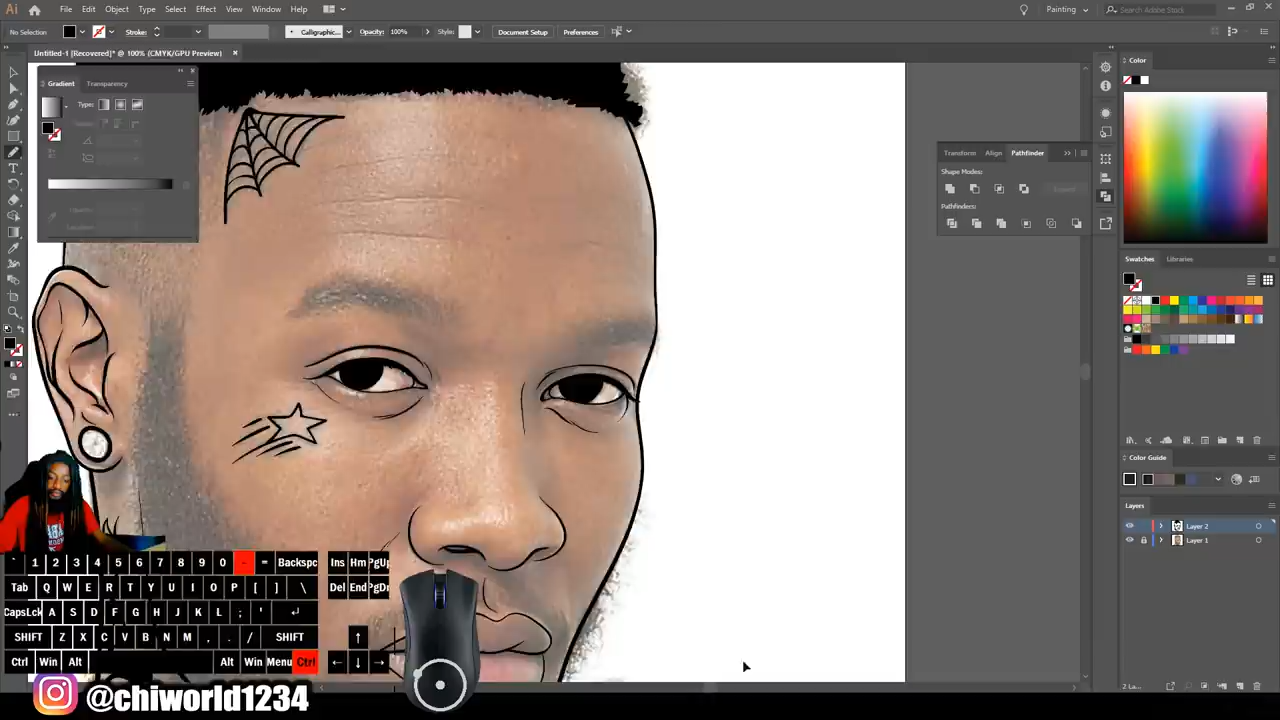 Ai File Edit Object Type Select Effect View Window Help Painting Search Adobe Stock
No Selection Stroke: Calligraphic... Opacity: 100% Style: Document Setup Preferences
Untitled-1 [Recovered]* @ 100% (CMYK/GPU Preview) ×
Gradient Transparency
Type:
Color
Transform Align Pathfinder
Shape Modes:
Pathfinders:
Swatches Libraries
Color Guide
Layers
Layer 2
Layer 1
2 La...
` 1 2 3 4 5 6 7 8 9 0 - = Backspc Ins Hm PgUp
Tab Q W E R T Y U I O P [ ] \ Del End PgDn
CapsLck A S D F G H J K L ; ' ↵
SHIFT Z X C V B N M , . / SHIFT ↑
Ctrl Win Alt Alt Win Menu Ctrl ← ↓ →
@chiworld1234